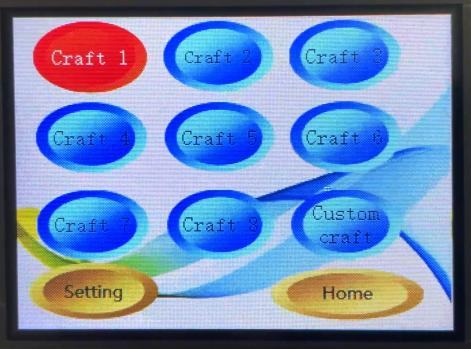 Craft 1
Craft 2
Craft 3
Craft 4
Craft 5
Craft 6
Craft 7
Craft 8
Custom
craft
Setting
Home